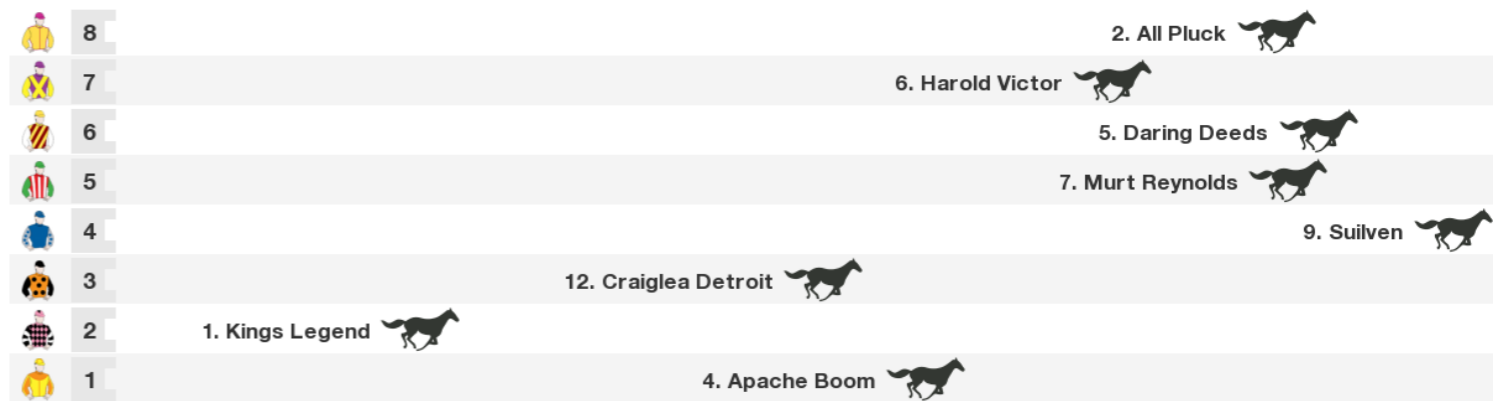 8 2. All Pluck
7 6. Harold Victor
6 5. Daring Deeds
5 7. Murt Reynolds
4 9. Suilven
3 12. Craiglea Detroit
2 1. Kings Legend
1 4. Apache Boom